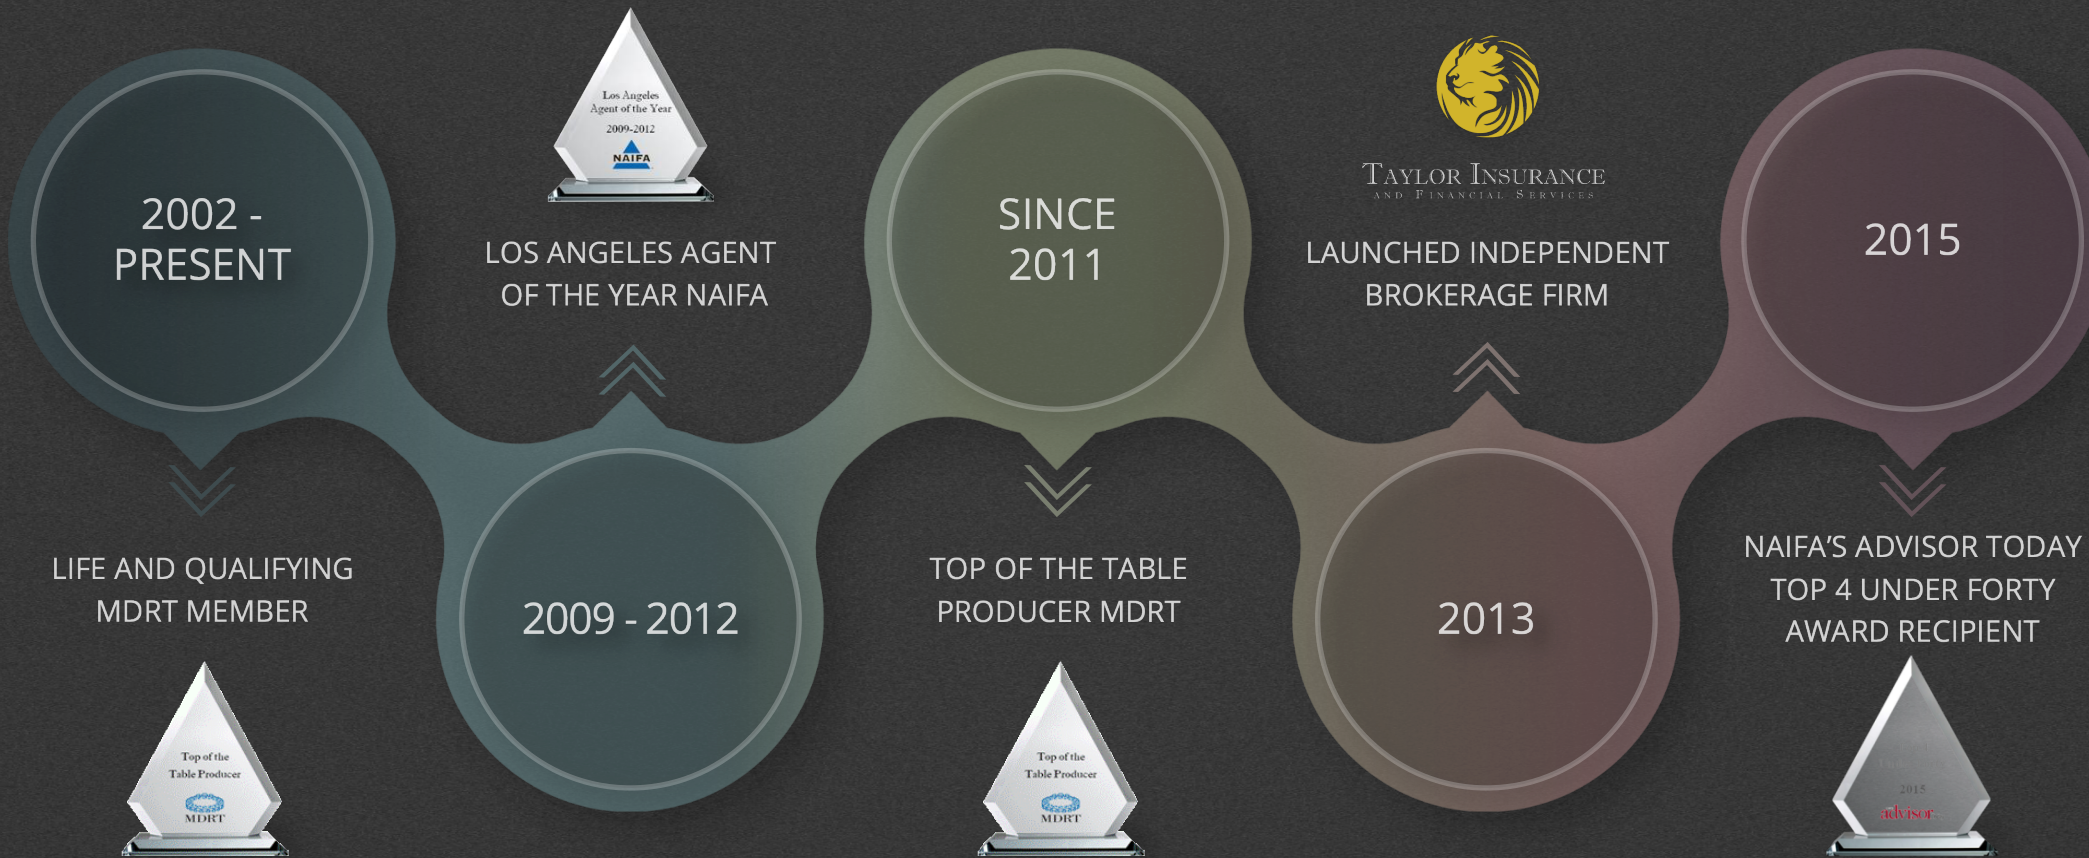 2002 -
PRESENT
LIFE AND QUALIFYING
MDRT MEMBER
Top of the
Table Producer
MDRT
Los Angeles
Agent of the Year
2009-2012
NAIFA
LOS ANGELES AGENT
OF THE YEAR NAIFA
2009 - 2012
SINCE
2011
TOP OF THE TABLE
PRODUCER MDRT
Top of the
Table Producer
MDRT
TAYLOR INSURANCE
AND FINANCIAL SERVICES
LAUNCHED INDEPENDENT
BROKERAGE FIRM
2013
2015
NAIFA’S ADVISOR TODAY
TOP 4 UNDER FORTY
AWARD RECIPIENT
2015
advisor